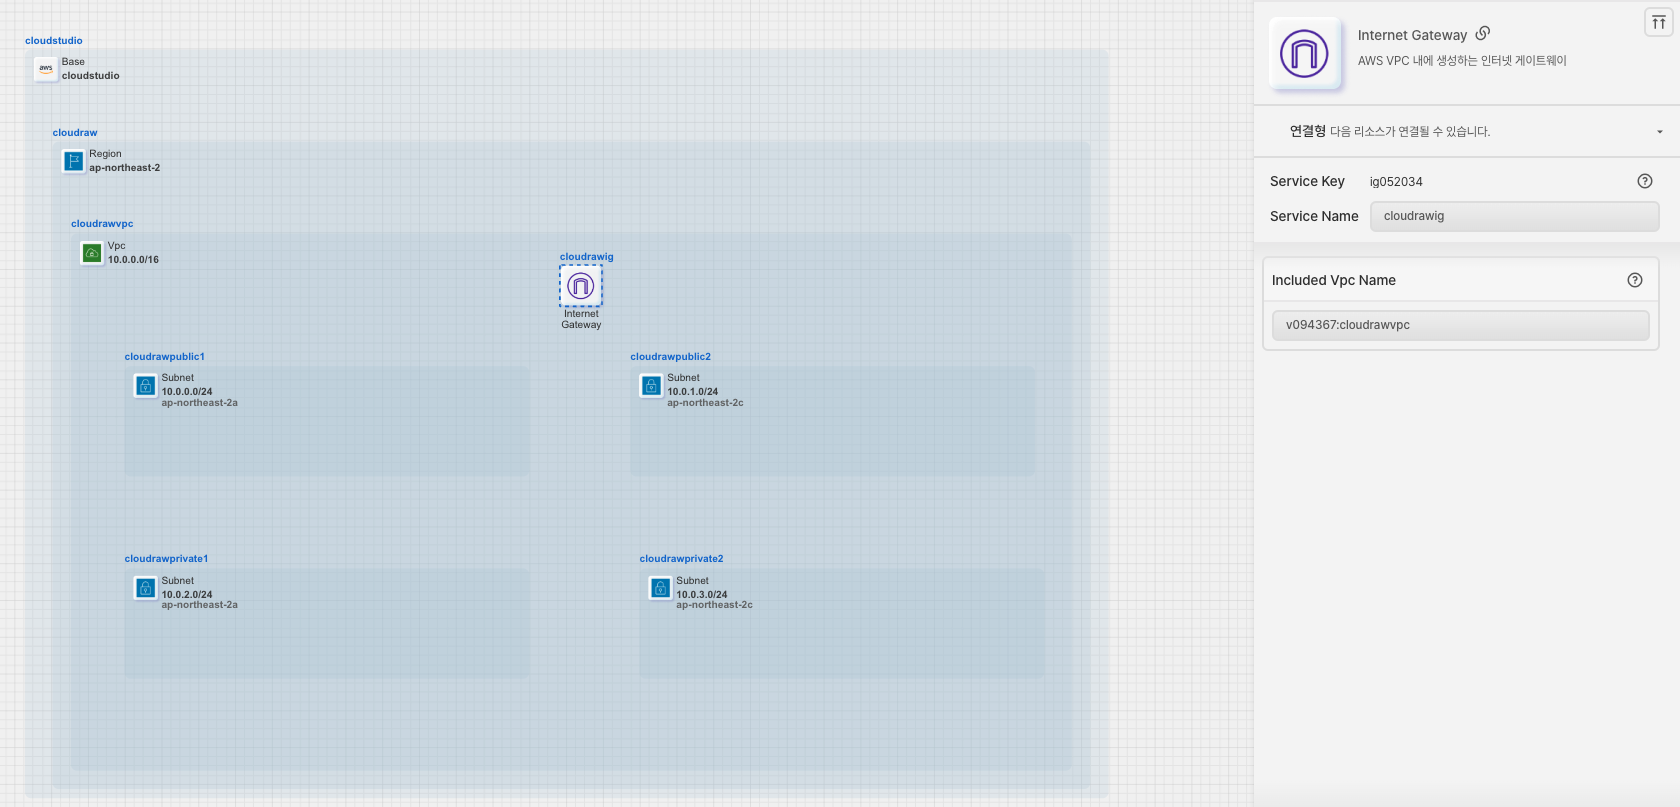 cloudstudio
aws
Base
cloudstudio
cloudraw
Region
ap-northeast-2
cloudrawvpc
Vpc
10.0.0.0/16
cloudrawig
Internet
Gateway
cloudrawpublic1
Subnet
10.0.0.0/24
ap-northeast-2a
cloudrawpublic2
Subnet
10.0.1.0/24
ap-northeast-2c
cloudrawprivate1
Subnet
10.0.2.0/24
ap-northeast-2a
cloudrawprivate2
Subnet
10.0.3.0/24
ap-northeast-2c
Internet Gateway
AWS VPC 내에 생성하는 인터넷 게이트웨이
연결형 다음 리소스가 연결될 수 있습니다.
Service Key ig052034
Service Name cloudrawig
Included Vpc Name
v094367:cloudrawvpc